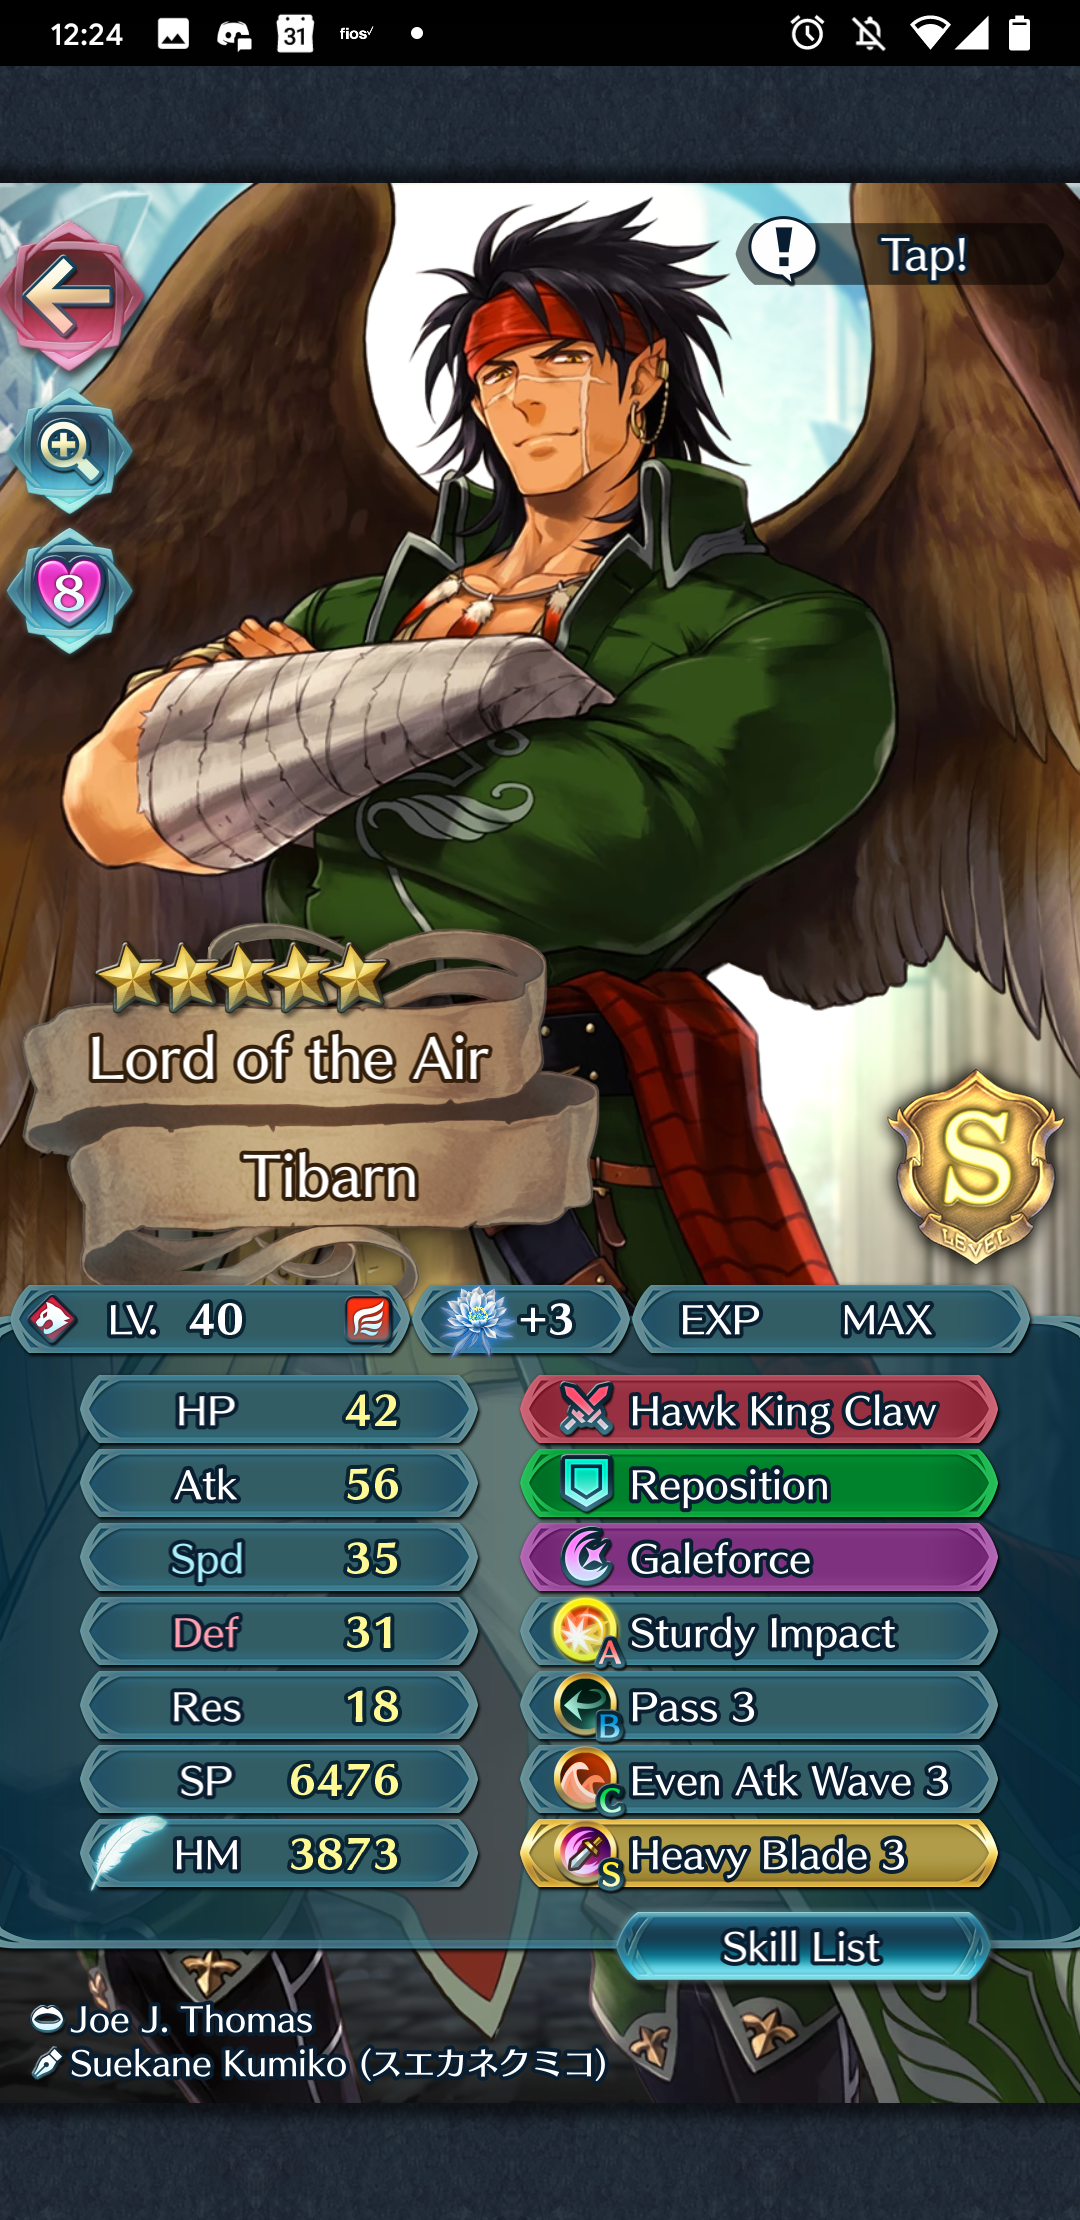 12:24 31 fios✓
Tap!
8
Lord of the Air
Tibarn
S
LEVEL
LV. 40 +3 EXP MAX
HP 42 Hawk King Claw
Atk 56 Reposition
Spd 35 Galeforce
Def 31 A Sturdy Impact
Res 18 B Pass 3
SP 6476 C Even Atk Wave 3
HM 3873 S Heavy Blade 3
Skill List
Joe J. Thomas
Suekane Kumiko (スエカネクミコ)